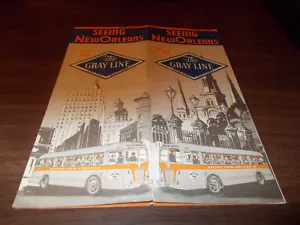 SEEING
NEW ORLEANS
The
GRAY LINE
SEEING
NEW ORLEANS
The
GRAY LINE